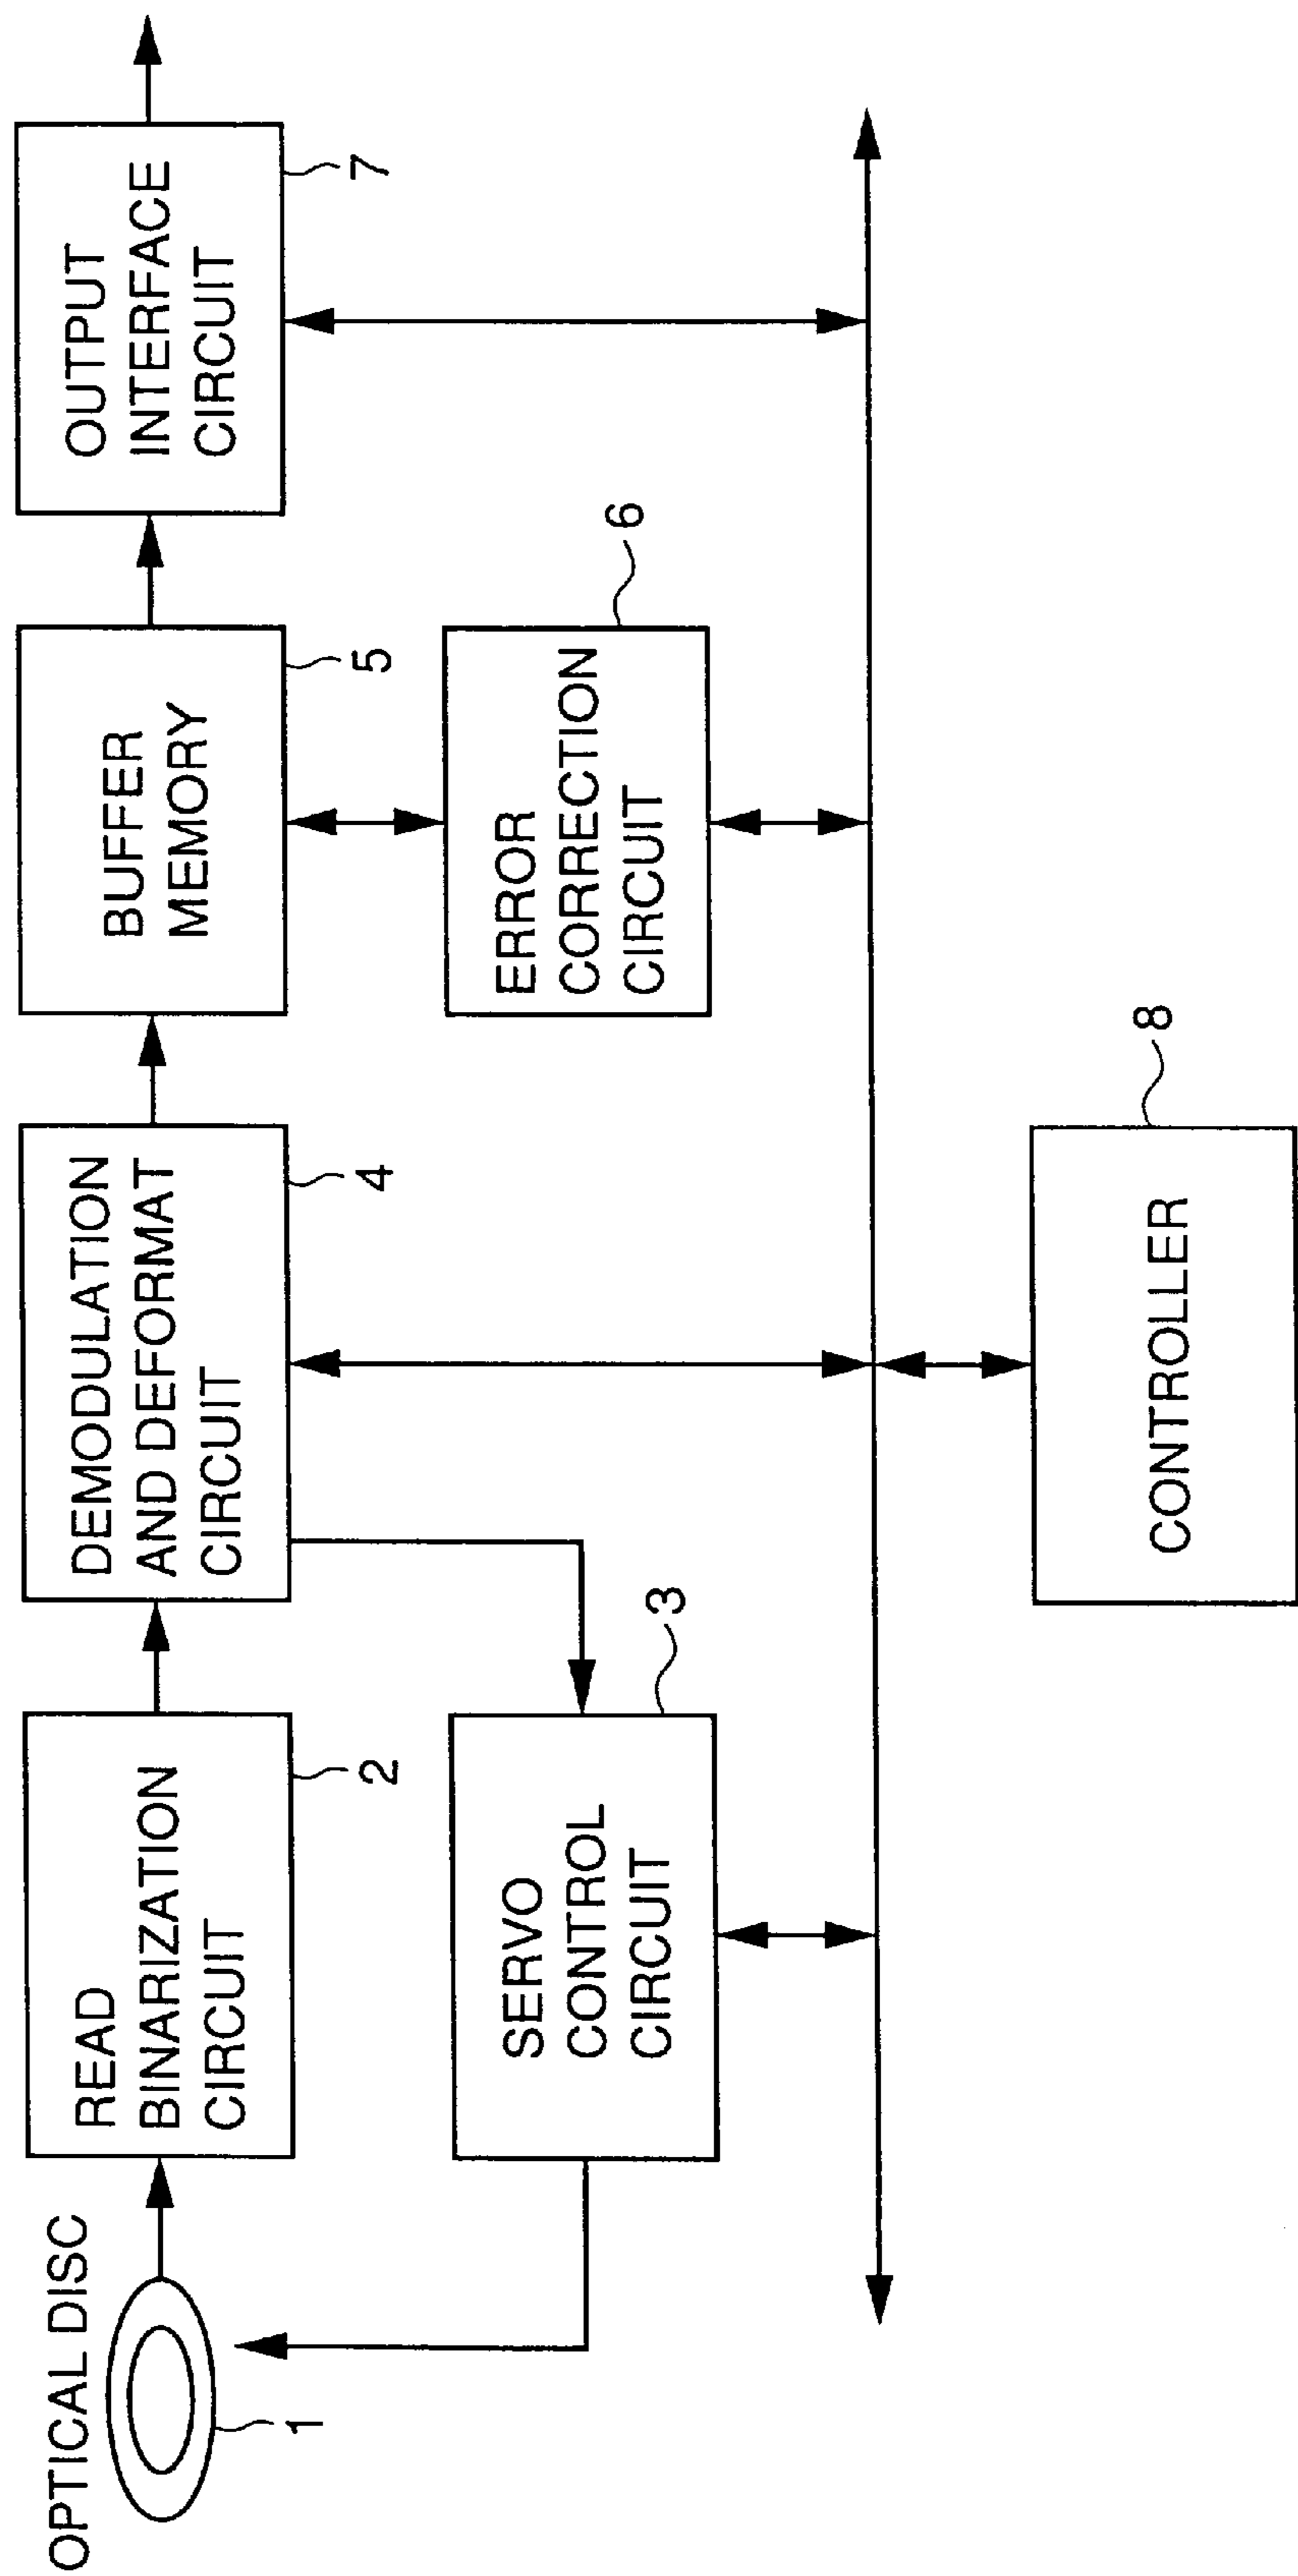 OPTICAL DISC
1
READ
BINARIZATION
CIRCUIT
2
DEMODULATION
AND DEFORMAT
CIRCUIT
4
BUFFER
MEMORY
5
OUTPUT
INTERFACE
CIRCUIT
7
SERVO
CONTROL
CIRCUIT
3
ERROR
CORRECTION
CIRCUIT
6
CONTROLLER
8